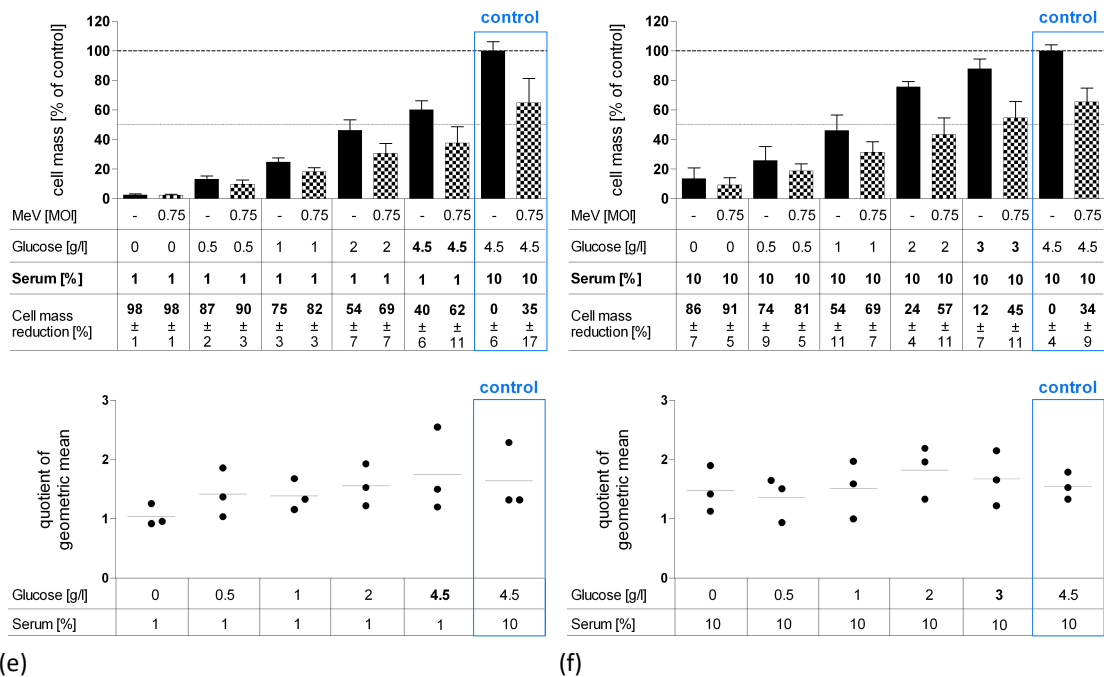 control
cell mass [% of control]
120
100
80
60
40
20
0
MeV [MOI] - 0.75 - 0.75 - 0.75 - 0.75 - 0.75 - 0.75
Glucose [g/l] 0 0 0.5 0.5 1 1 2 2 4.5 4.5 4.5 4.5
Serum [%] 1 1 1 1 1 1 1 1 1 1 10 10
Cell mass reduction [%] 98 98 87 90 75 82 54 69 40 62 0 35
± ± ± ± ± ± ± ± ± ± ± ±
1 1 2 3 3 3 7 7 6 11 6 17
control
cell mass [% of control]
120
100
80
60
40
20
0
MeV [MOI] - 0.75 - 0.75 - 0.75 - 0.75 - 0.75 - 0.75
Glucose [g/l] 0 0 0.5 0.5 1 1 2 2 3 3 4.5 4.5
Serum [%] 10 10 10 10 10 10 10 10 10 10 10 10
Cell mass reduction [%] 86 91 74 81 54 69 24 57 12 45 0 34
± ± ± ± ± ± ± ± ± ± ± ±
7 5 9 5 11 7 4 11 7 11 4 9
control
quotient of
geometric mean
3
2
1
0
Glucose [g/l] 0 0.5 1 2 4.5 4.5
Serum [%] 1 1 1 1 1 10
(e)
control
quotient of
geometric mean
3
2
1
0
Glucose [g/l] 0 0.5 1 2 3 4.5
Serum [%] 10 10 10 10 10 10
(f)